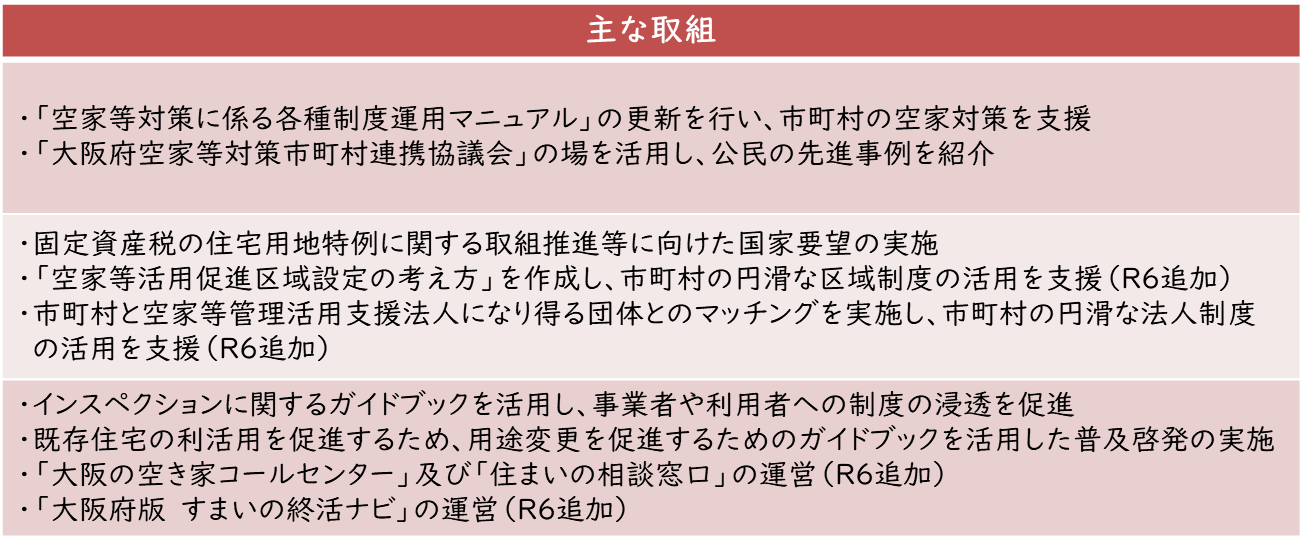 主な取組
・「空家等対策に係る各種制度運用マニュアル」の更新を行い、市町村の空家対策を支援
・「大阪府空家等対策市町村連携協議会」の場を活用し、公民の先進事例を紹介
・固定資産税の住宅用地特例に関する取組推進等に向けた国家要望の実施
・「空家等活用促進区域設定の考え方」を作成し、市町村の円滑な区域制度の活用を支援（R6追加）
・市町村と空家等管理活用支援法人になり得る団体とのマッチングを実施し、市町村の円滑な法人制度
の活用を支援（R6追加）
・インスペクションに関するガイドブックを活用し、事業者や利用者への制度の浸透を促進
・既存住宅の利活用を促進するため、用途変更を促進するためのガイドブックを活用した普及啓発の実施
・「大阪の空き家コールセンター」及び「住まいの相談窓口」の運営（R6追加）
・「大阪府版 すまいの終活ナビ」の運営（R6追加）